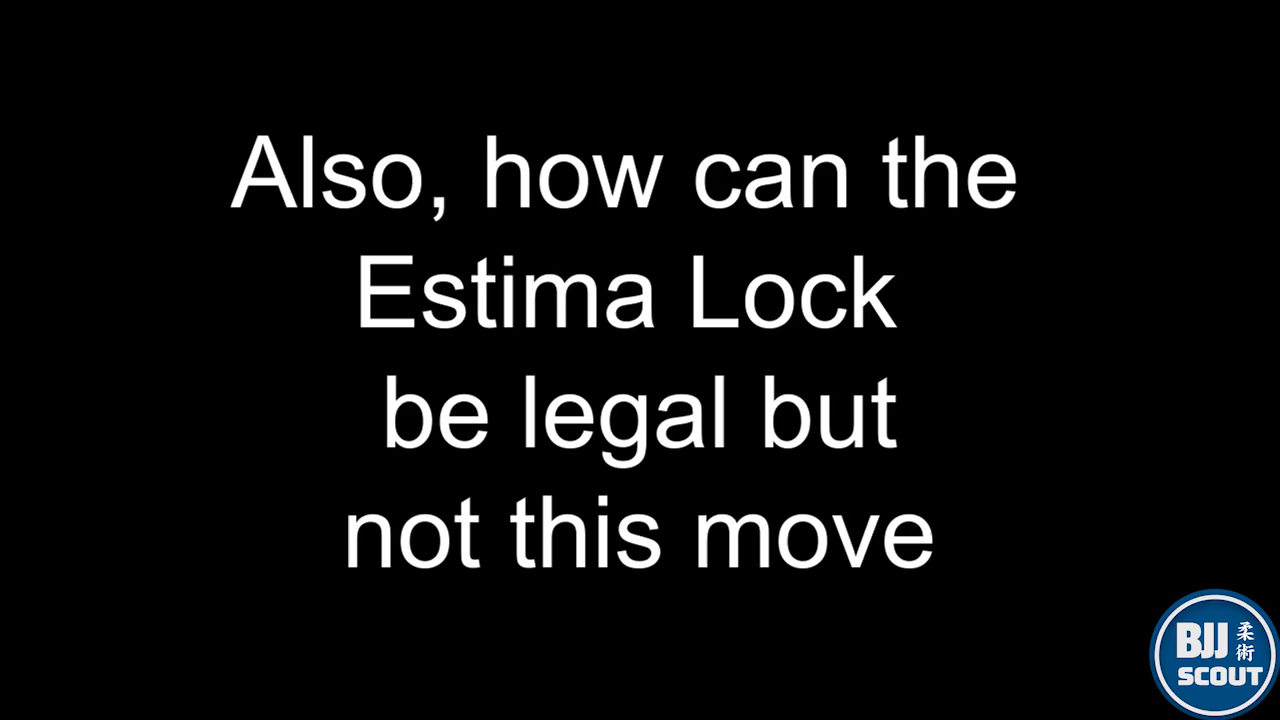 Also, how can the
Estima Lock
be legal but
not this move
BJJ 柔術
SCOUT